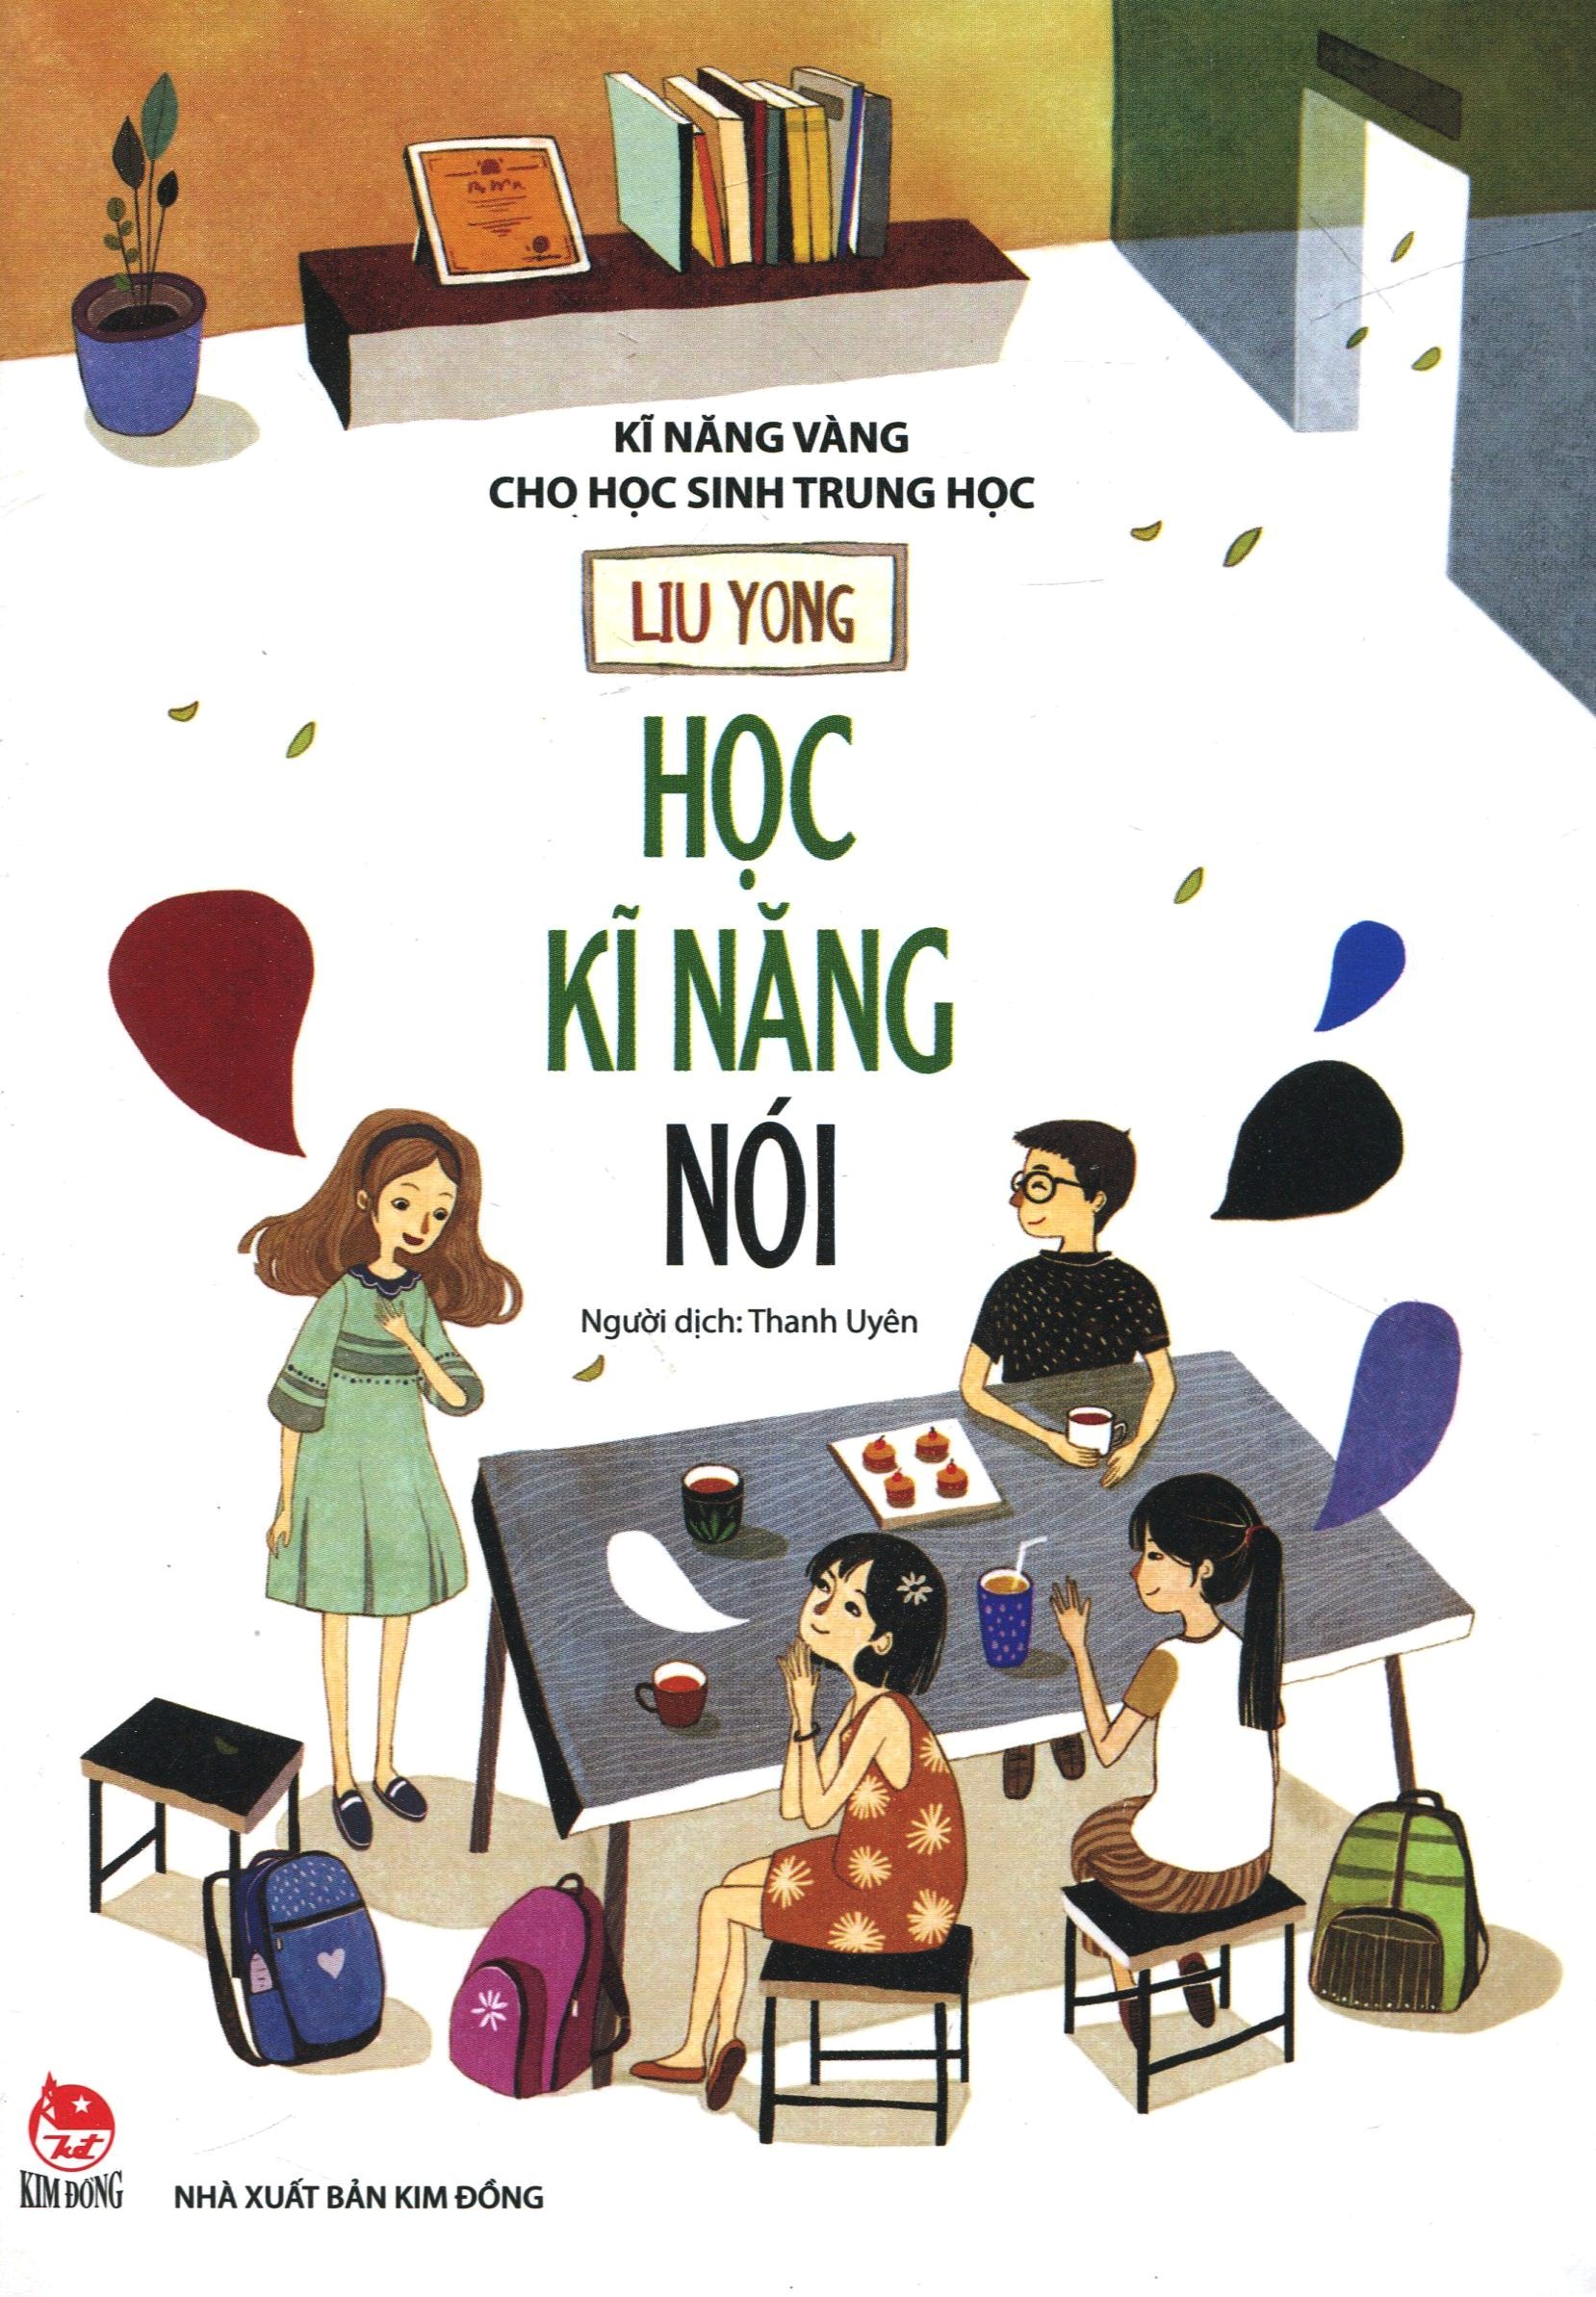 KĨ NĂNG VÀNG
CHO HỌC SINH TRUNG HỌC
LIU YONG
HỌC
KĨ NĂNG
NÓI
Người dịch: Thanh Uyên
kđ
KIM ĐỒNG
NHÀ XUẤT BẢN KIM ĐỒNG